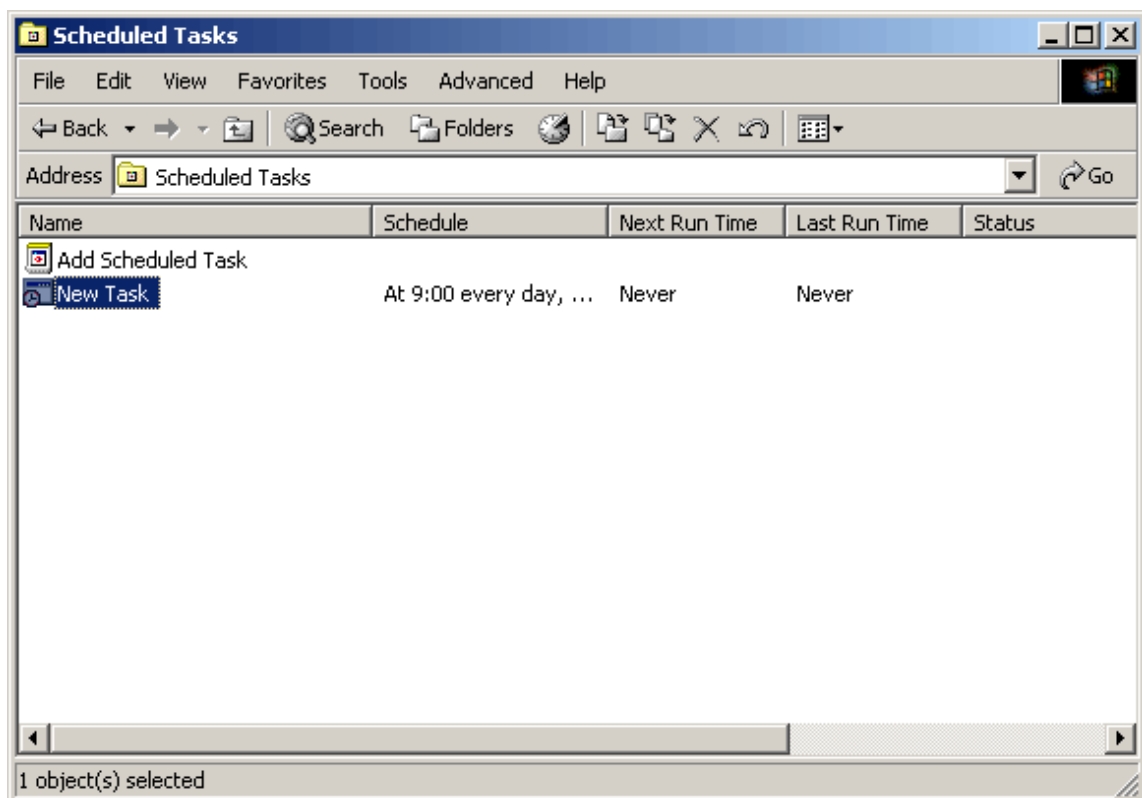 Scheduled Tasks
File Edit View Favorites Tools Advanced Help
Back Search Folders
Address Scheduled Tasks Go
Name Schedule Next Run Time Last Run Time Status
Add Scheduled Task
New Task At 9:00 every day, ... Never Never
1 object(s) selected